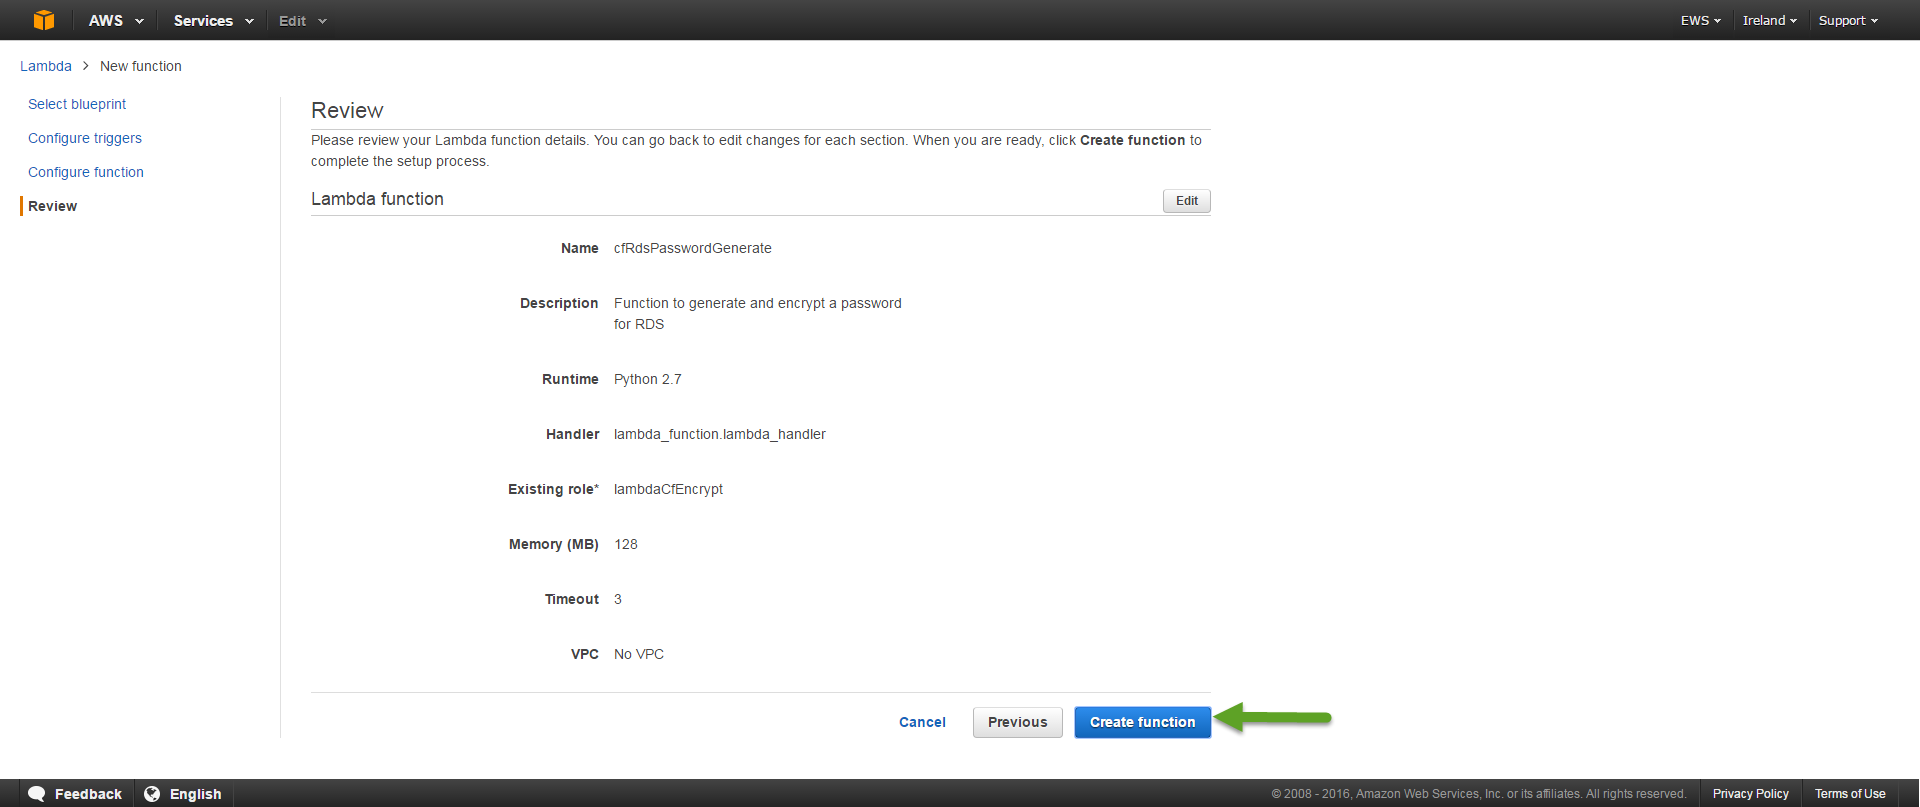 AWS Services Edit EWS Ireland Support
Lambda > New function
Select blueprint
Configure triggers
Configure function
Review
Review
Please review your Lambda function details. You can go back to edit changes for each section. When you are ready, click Create function to
complete the setup process.
Lambda function Edit
Name cfRdsPasswordGenerate
Description Function to generate and encrypt a password
for RDS
Runtime Python 2.7
Handler lambda_function.lambda_handler
Existing role* lambdaCfEncrypt
Memory (MB) 128
Timeout 3
VPC No VPC
Cancel Previous Create function
Feedback English © 2008 - 2016, Amazon Web Services, Inc. or its affiliates. All rights reserved. Privacy Policy Terms of Use